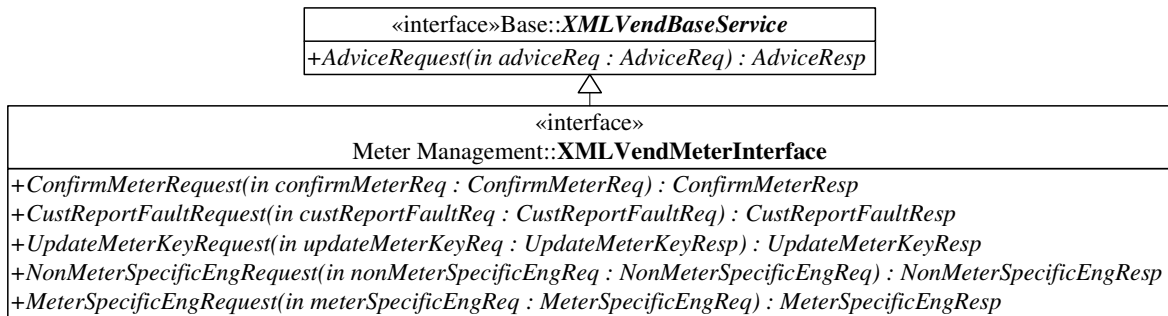 «interface»Base::XMLVendBaseService
+AdviceRequest(in adviceReq : AdviceReq) : AdviceResp
«interface»
Meter Management::XMLVendMeterInterface
+ConfirmMeterRequest(in confirmMeterReq : ConfirmMeterReq) : ConfirmMeterResp
+CustReportFaultRequest(in custReportFaultReq : CustReportFaultReq) : CustReportFaultResp
+UpdateMeterKeyRequest(in updateMeterKeyReq : UpdateMeterKeyResp) : UpdateMeterKeyResp
+NonMeterSpecificEngRequest(in nonMeterSpecificEngReq : NonMeterSpecificEngReq) : NonMeterSpecificEngResp
+MeterSpecificEngRequest(in meterSpecificEngReq : MeterSpecificEngReq) : MeterSpecificEngResp